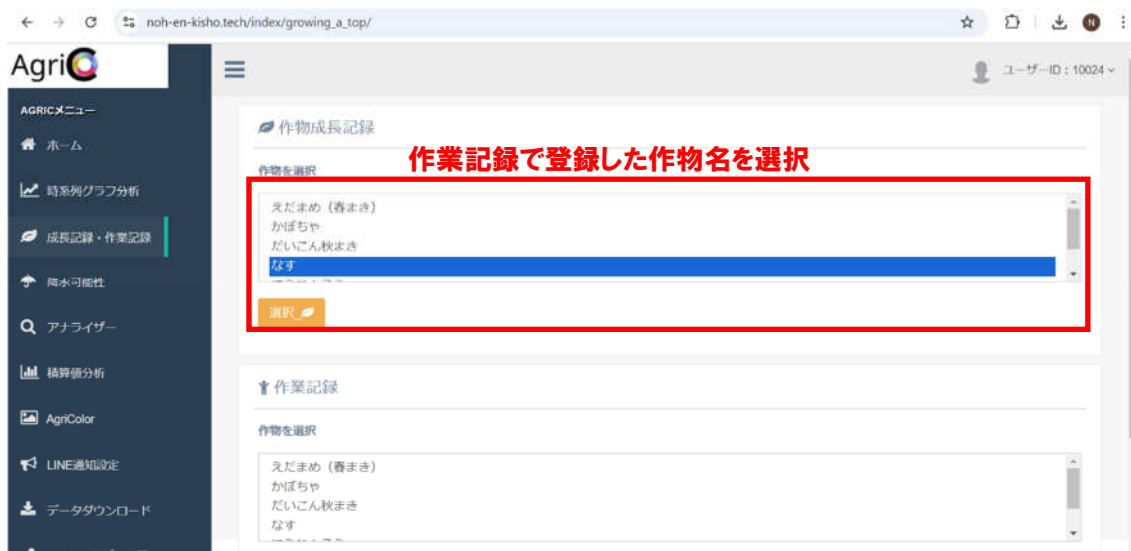 noh-en-kisho.tech/index/growing_a_top/
N
AgriC
ユーザーID : 10024
AGRICメニュー
ホーム
時系列グラフ分析
成長記録・作業記録
降水可能性
アナライザー
積算値分析
AgriColor
LINE通知設定
データダウンロード
作物成長記録
作業記録で登録した作物名を選択
作物を選択
えだまめ（春まき）
かぼちゃ
だいこん秋まき
なす
選択_
作業記録
作物を選択
えだまめ（春まき）
かぼちゃ
だいこん秋まき
なす